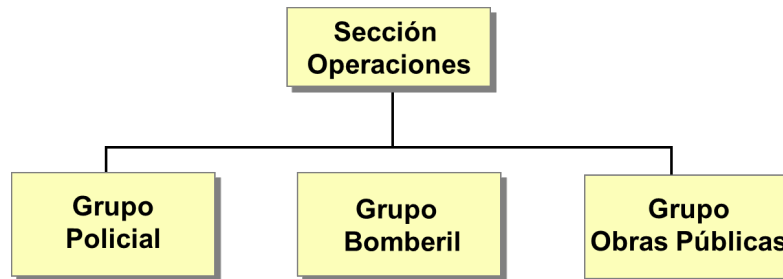 Sección
Operaciones
Grupo
Policial
Grupo
Bomberil
Grupo
Obras Públicas